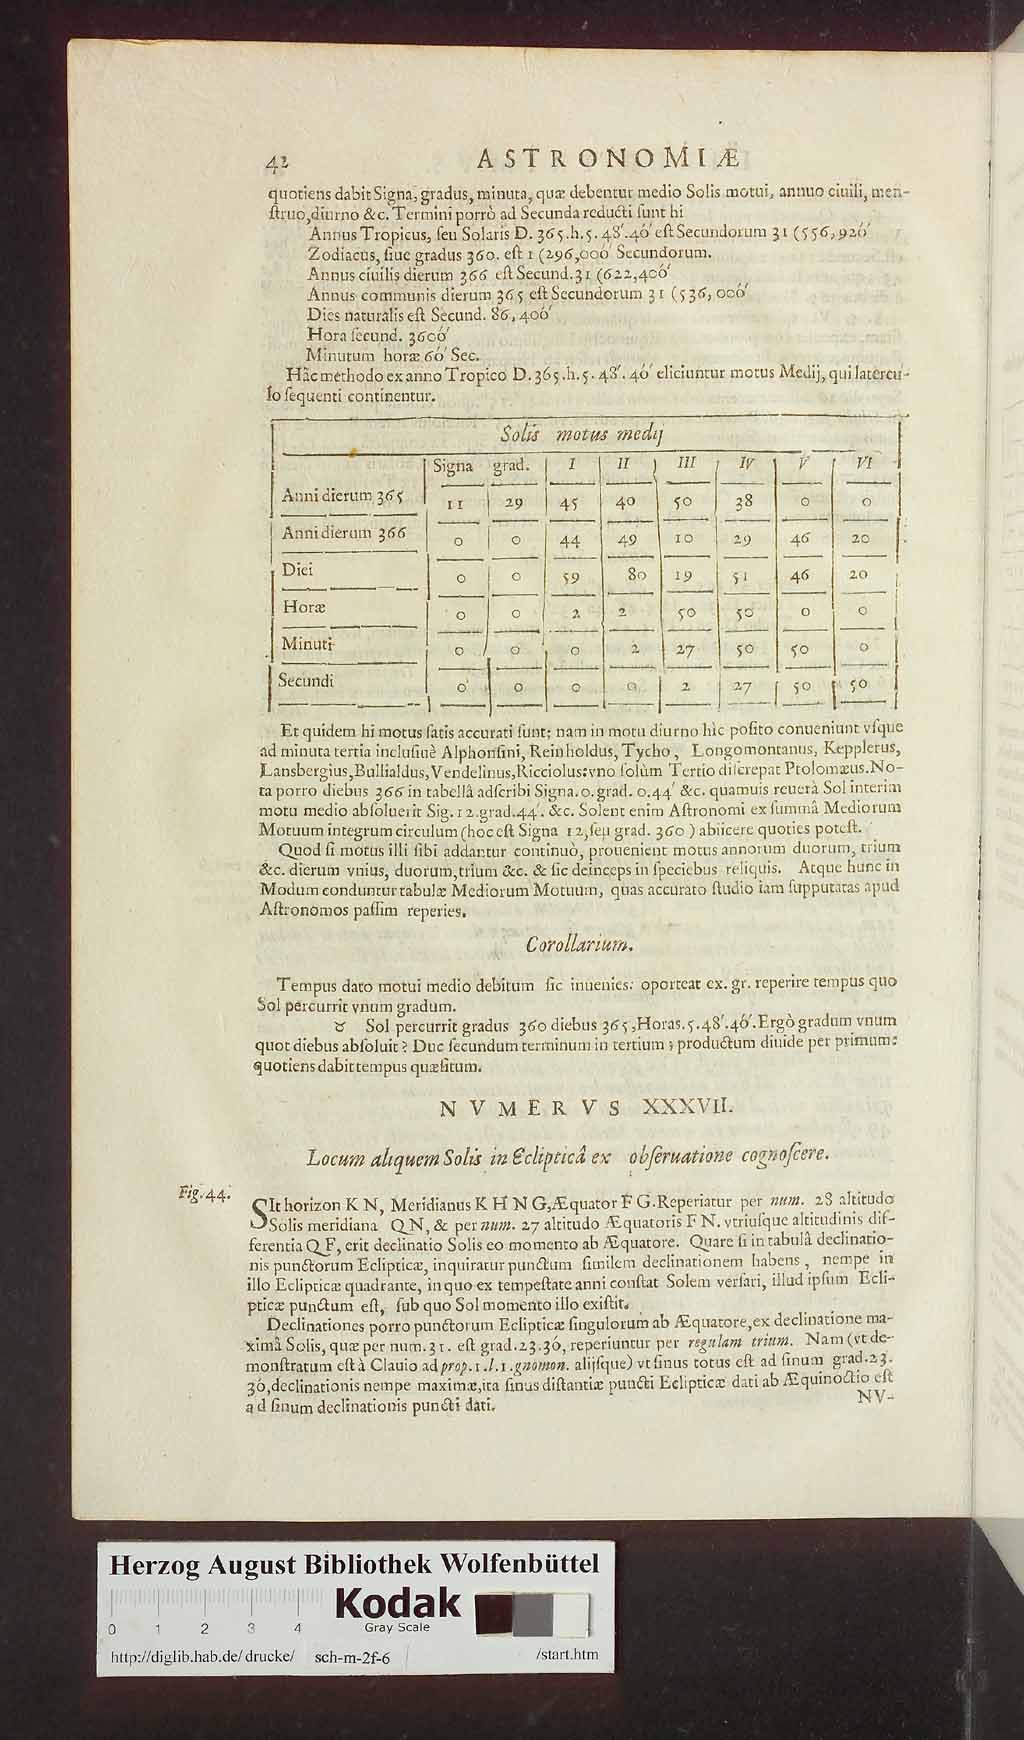 42 ASTRONOMIÆ
quotiens dabit Signa, gradus, minuta, quæ debentur medio Solis motui, annuo ciuili, men-
ſtruo, diurno &c. Termini porrò ad Secunda reducti ſunt hi
Annus Tropicus, ſeu Solaris D. 365. h. 5. 48'. 46" eſt Secundorum 31 (556, 926"
Zodiacus, ſiue gradus 360. eſt 1 (296,000" Secundorum.
Annus ciuilis dierum 366 eſt Secund. 31 (622,400"
Annus communis dierum 365 eſt Secundorum 31 (536, 000"
Dies naturalis eſt Secund. 86, 400"
Hora ſecund. 3600"
Minutum horæ 60" Sec.
Hâc methodo ex anno Tropico D. 365. h. 5. 48'. 46" eliciuntur motus Medij, qui latercu-
lo ſequenti continentur.
Solis motus medij
Signa grad. I II III IV V VI
Anni dierum 365 11 29 45 40 50 38 0 0
Anni dierum 366 0 0 44 49 10 29 46 20
Diei 0 0 59 80 19 51 46 20
Horæ 0 0 2 2 50 50 0 0
Minuti 0 0 0 2 27 50 50 0
Secundi 0 0 0 0 2 27 50 50
Et quidem hi motus ſatis accurati ſunt; nam in motu diurno hîc poſito conueniunt vſque
ad minuta tertia incluſiuè Alphonſini, Reinholdus, Tycho, Longomontanus, Kepplerus,
Lansbergius, Bullialdus, Vendelinus, Ricciolus: vno ſolùm Tertio diſcrepat Ptolomæus. No-
ta porro diebus 366 in tabellâ adſcribi Signa. 0. grad. 0. 44' &c. quamuis reuerà Sol interim
motu medio abſoluerit Sig. 12. grad. 44'. &c. Solent enim Aſtronomi ex ſummâ Mediorum
Motuum integrum circulum (hoc eſt Signa 12, ſeu grad. 360) abiicere quoties poteſt.
Quod ſi motus illi ſibi addantur continuò, prouenient motus annorum duorum, trium
&c. dierum vnius, duorum, trium &c. & ſic deinceps in ſpeciebus reliquis. Atque hunc in
Modum conduntur tabulæ Mediorum Motuum, quas accurato ſtudio iam ſupputatas apud
Aſtronomos paſſim reperies.
Corollarium.
Tempus dato motui medio debitum ſic inuenies: oporteat ex. gr. reperire tempus quo
Sol percurrit vnum gradum.
♉ Sol percurrit gradus 360 diebus 365, Horas. 5. 48'. 46". Ergò gradum vnum
quot diebus abſoluit? Duc ſecundum terminum in tertium; productum diuide per primum:
quotiens dabit tempus quæſitum.
NVMERVS XXXVII.
Locum aliquem Solis in Eclipticâ ex obſeruatione cognoſcere.
Fig. 44.
SIt horizon K N, Meridianus K H N G, Æquator F G. Reperiatur per num. 28 altitudo
Solis meridiana Q N, & per num. 27 altitudo Æquatoris F N. vtriuſque altitudinis dif-
ferentia Q F, erit declinatio Solis eo momento ab Æquatore. Quare ſi in tabulâ declinatio-
nis punctorum Eclipticæ, inquiratur punctum ſimilem declinationem habens, nempe in
illo Eclipticæ quadrante, in quo ex tempeſtate anni conſtat Solem verſari, illud ipſum Ecli-
pticæ punctum eſt, ſub quo Sol momento illo exiſtit.
Declinationes porro punctorum Eclipticæ ſingulorum ab Æquatore, ex declinatione ma-
ximâ Solis, quæ per num. 31. eſt grad. 23. 30, reperiuntur per regulam trium. Nam (vt de-
monſtratum eſt à Clauio ad prop. 1. l. 1. gnomon. alijſque) vt ſinus totus eſt ad ſinum grad. 23.
30, declinationis nempe maximæ, ita ſinus diſtantiæ puncti Eclipticæ dati ab Æquinoctio eſt
ad ſinum declinationis puncti dati.
NV-
Herzog August Bibliothek Wolfenbüttel
Kodak
Gray Scale
0 1 2 3 4
http://diglib.hab.de/drucke/ sch-m-2f-6 /start.htm